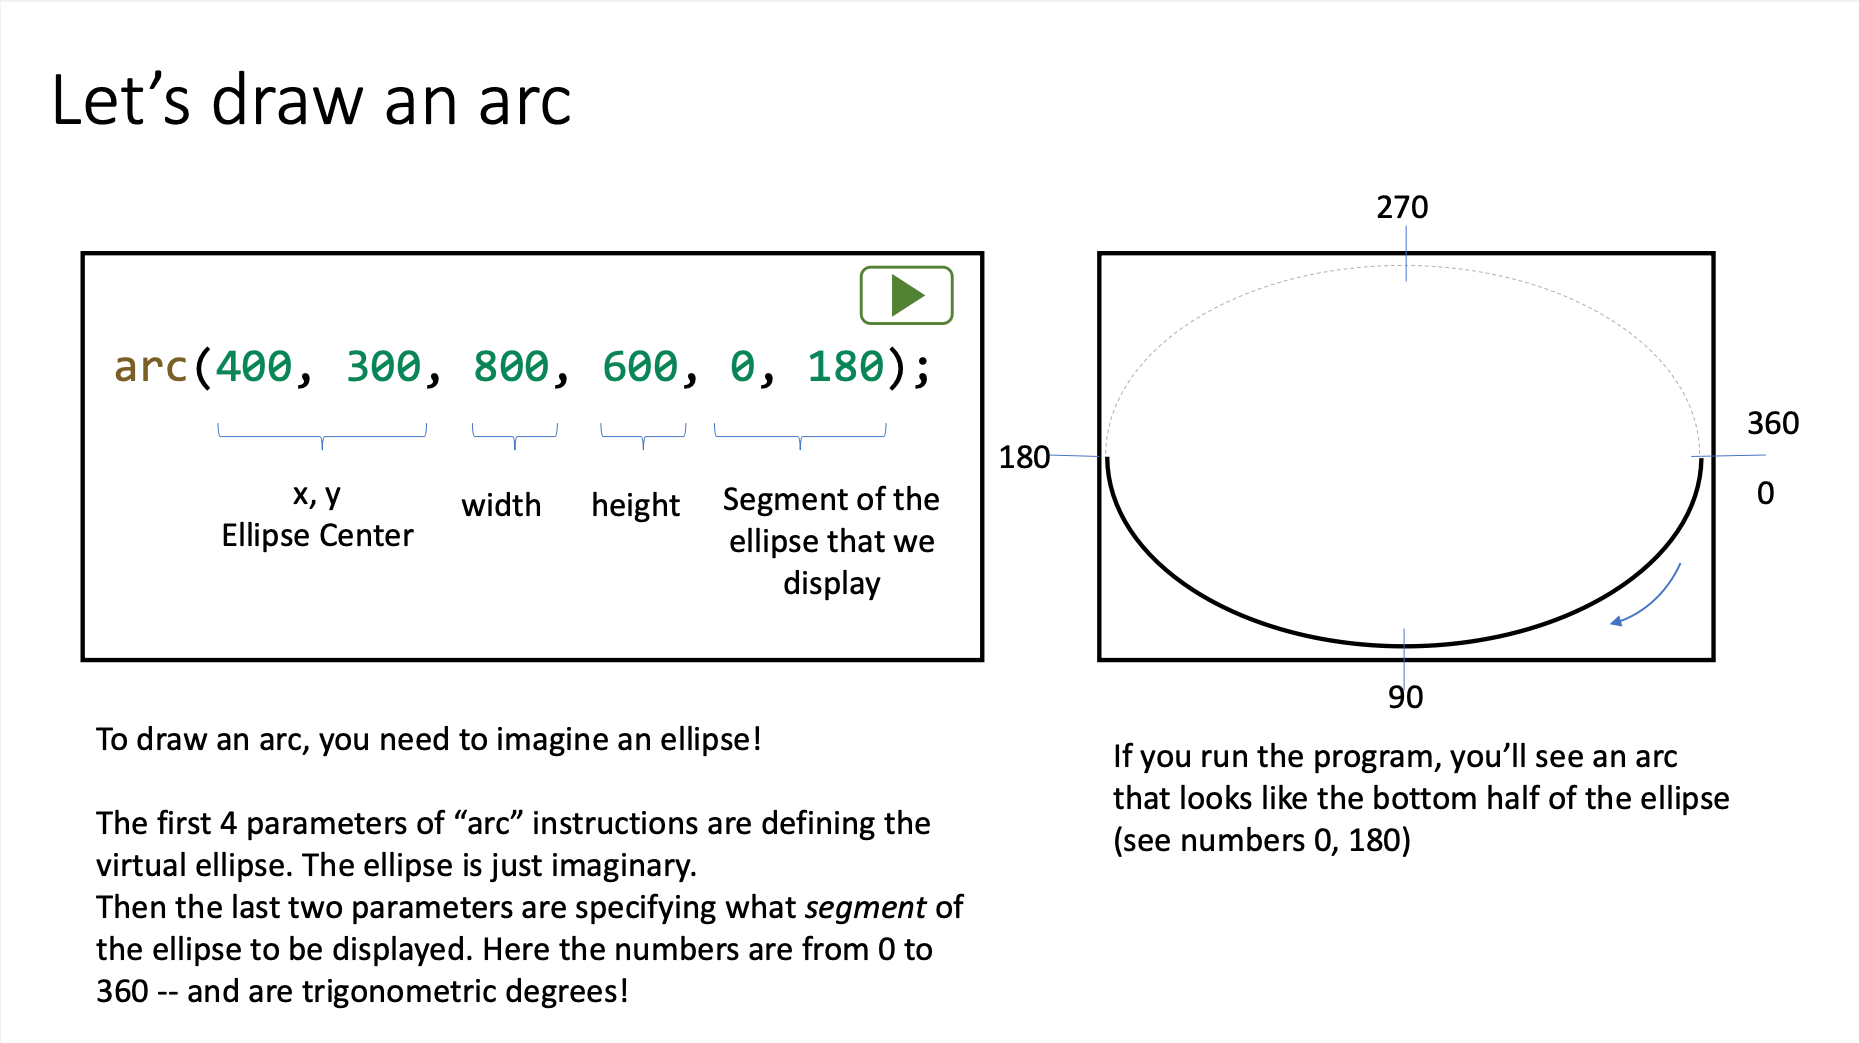 Let’s draw an arc
arc(400, 300, 800, 600, 0, 180);
x, y
Ellipse Center
width
height
Segment of the
ellipse that we
display
To draw an arc, you need to imagine an ellipse!
The first 4 parameters of “arc” instructions are defining the
virtual ellipse. The ellipse is just imaginary.
Then the last two parameters are specifying what segment of
the ellipse to be displayed. Here the numbers are from 0 to
360 -- and are trigonometric degrees!
270
180
360
0
90
If you run the program, you’ll see an arc
that looks like the bottom half of the ellipse
(see numbers 0, 180)